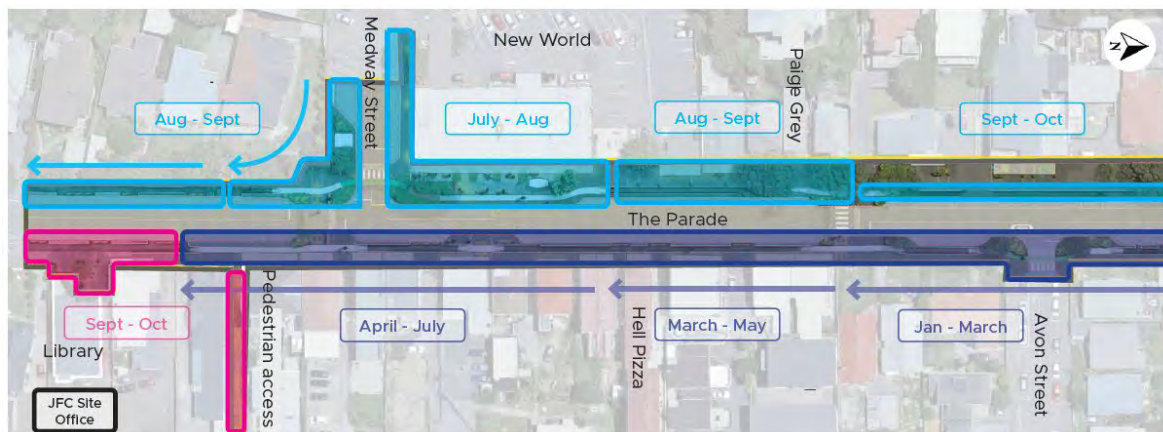 New World
Medway Street
Paigp Grey
N
Aug - Sept
July - Aug
Aug - Sept
Sept - Oct
The Parade
Sept - Oct
April - July
March - May
Jan - March
Library
Pedestrian access
Hell Pizza
Avon Street
JFC Site
Office